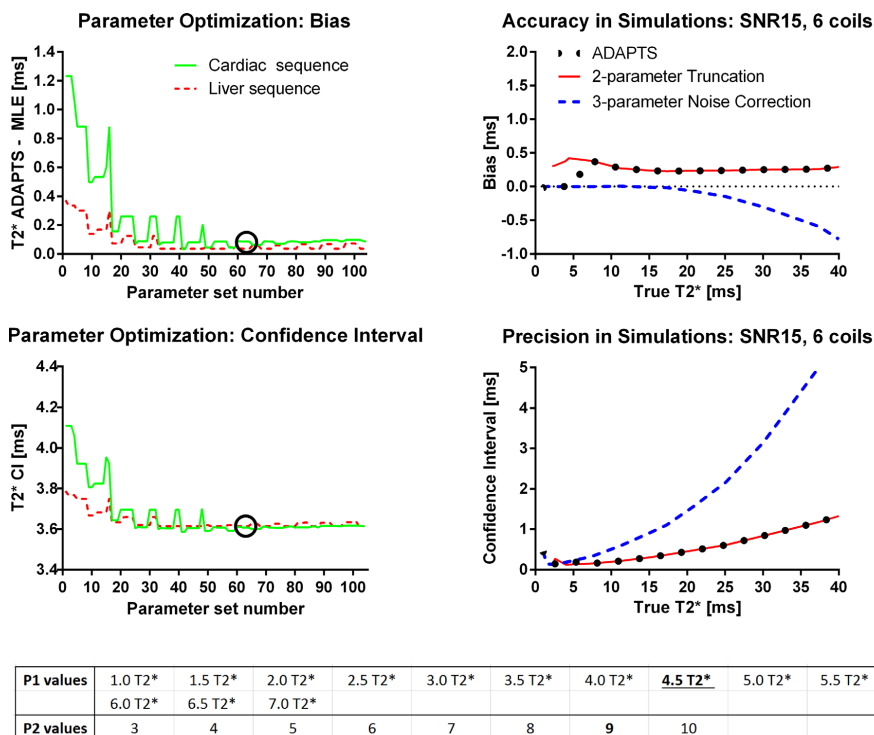 Parameter Optimization: Bias
T2* ADAPTS - MLE [ms]
1.4
1.2
1.0
0.8
0.6
0.4
0.2
0.0
Cardiac sequence
Liver sequence
0 10 20 30 40 50 60 70 80 90 100
Parameter set number
Accuracy in Simulations: SNR15, 6 coils
Bias [ms]
2.0
1.5
1.0
0.5
0.0
-0.5
-1.0
ADAPTS
2-parameter Truncation
3-parameter Noise Correction
0 5 10 15 20 25 30 35 40
True T2* [ms]
Parameter Optimization: Confidence Interval
T2* CI [ms]
4.4
4.2
4.0
3.8
3.6
3.4
0 10 20 30 40 50 60 70 80 90 100
Parameter set number
Precision in Simulations: SNR15, 6 coils
Confidence Interval [ms]
5
4
3
2
1
0
0 5 10 15 20 25 30 35 40
True T2* [ms]
P1 values 1.0 T2* 1.5 T2* 2.0 T2* 2.5 T2* 3.0 T2* 3.5 T2* 4.0 T2* 4.5 T2* 5.0 T2* 5.5 T2*
6.0 T2* 6.5 T2* 7.0 T2*
P2 values 3 4 5 6 7 8 9 10